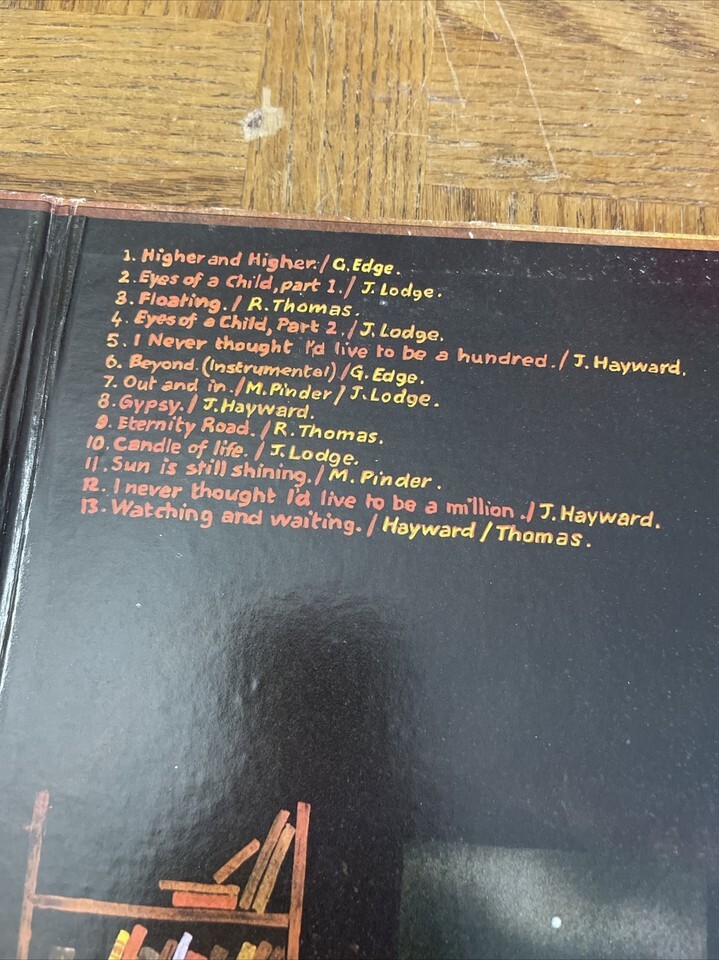 1. Higher and Higher./ G.Edge.
2. Eyes of a Child, part 1./ J.Lodge.
3. Floating./ R.Thomas.
4. Eyes of a Child, Part 2./ J.Lodge.
5. I Never thought I'd live to be a hundred./ J.Hayward.
6. Beyond.(Instrumental)/G.Edge.
7. Out and in./M.Pinder/ J.Lodge.
8. Gypsy./ J.Hayward.
9. Eternity Road./ R.Thomas.
10. Candle of life./ J.Lodge.
11. Sun is still shining./ M.Pinder.
12. I never thought I'd live to be a million./ J.Hayward.
13. Watching and waiting./ Hayward/Thomas.